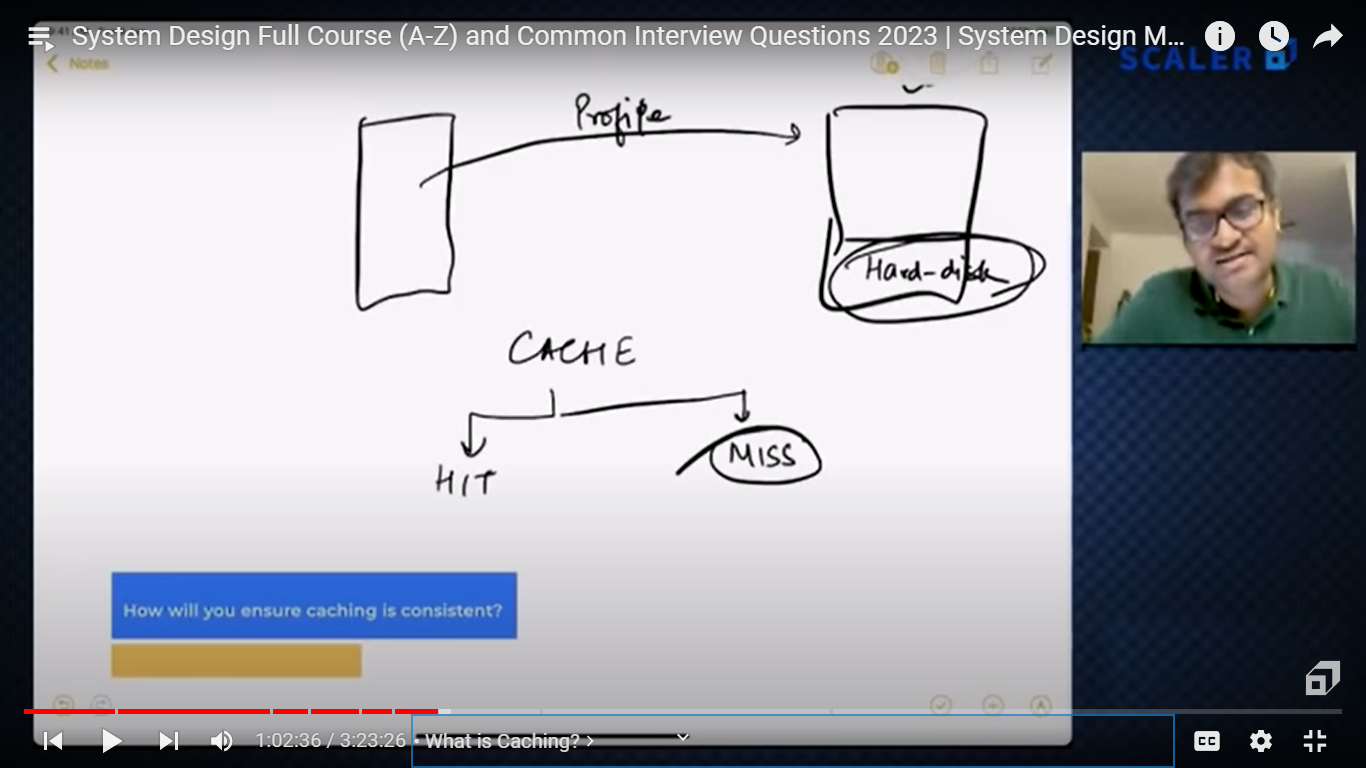 System Design Full Course (A-Z) and Common Interview Questions 2023 | System Design M...
Notes
SCALER
Profile
Hard-disk
CACHE
HIT
MISS
How will you ensure caching is consistent?
1:02:36 / 3:23:26 • What is Caching? >
CC